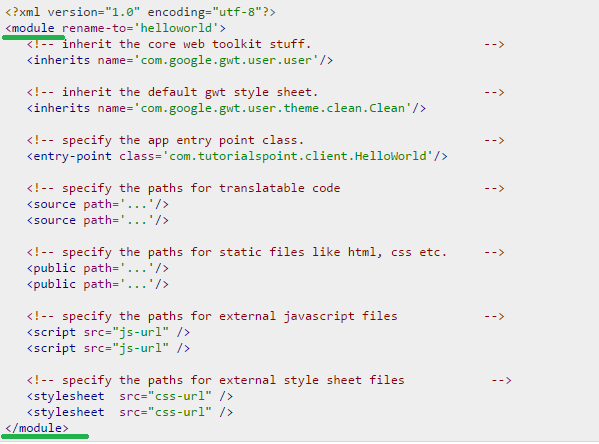 <?xml version="1.0" encoding="utf-8"?>
<module rename-to='helloworld'>
<!-- inherit the core web toolkit stuff. -->
<inherits name='com.google.gwt.user.user'/>
<!-- inherit the default gwt style sheet. -->
<inherits name='com.google.gwt.user.theme.clean.Clean'/>
<!-- specify the app entry point class. -->
<entry-point class='com.tutorialspoint.client.HelloWorld'/>
<!-- specify the paths for translatable code -->
<source path='...'/>
<source path='...'/>
<!-- specify the paths for static files like html, css etc. -->
<public path='...'/>
<public path='...'/>
<!-- specify the paths for external javascript files -->
<script src="js-url" />
<script src="js-url" />
<!-- specify the paths for external style sheet files -->
<stylesheet src="css-url" />
<stylesheet src="css-url" />
</module>